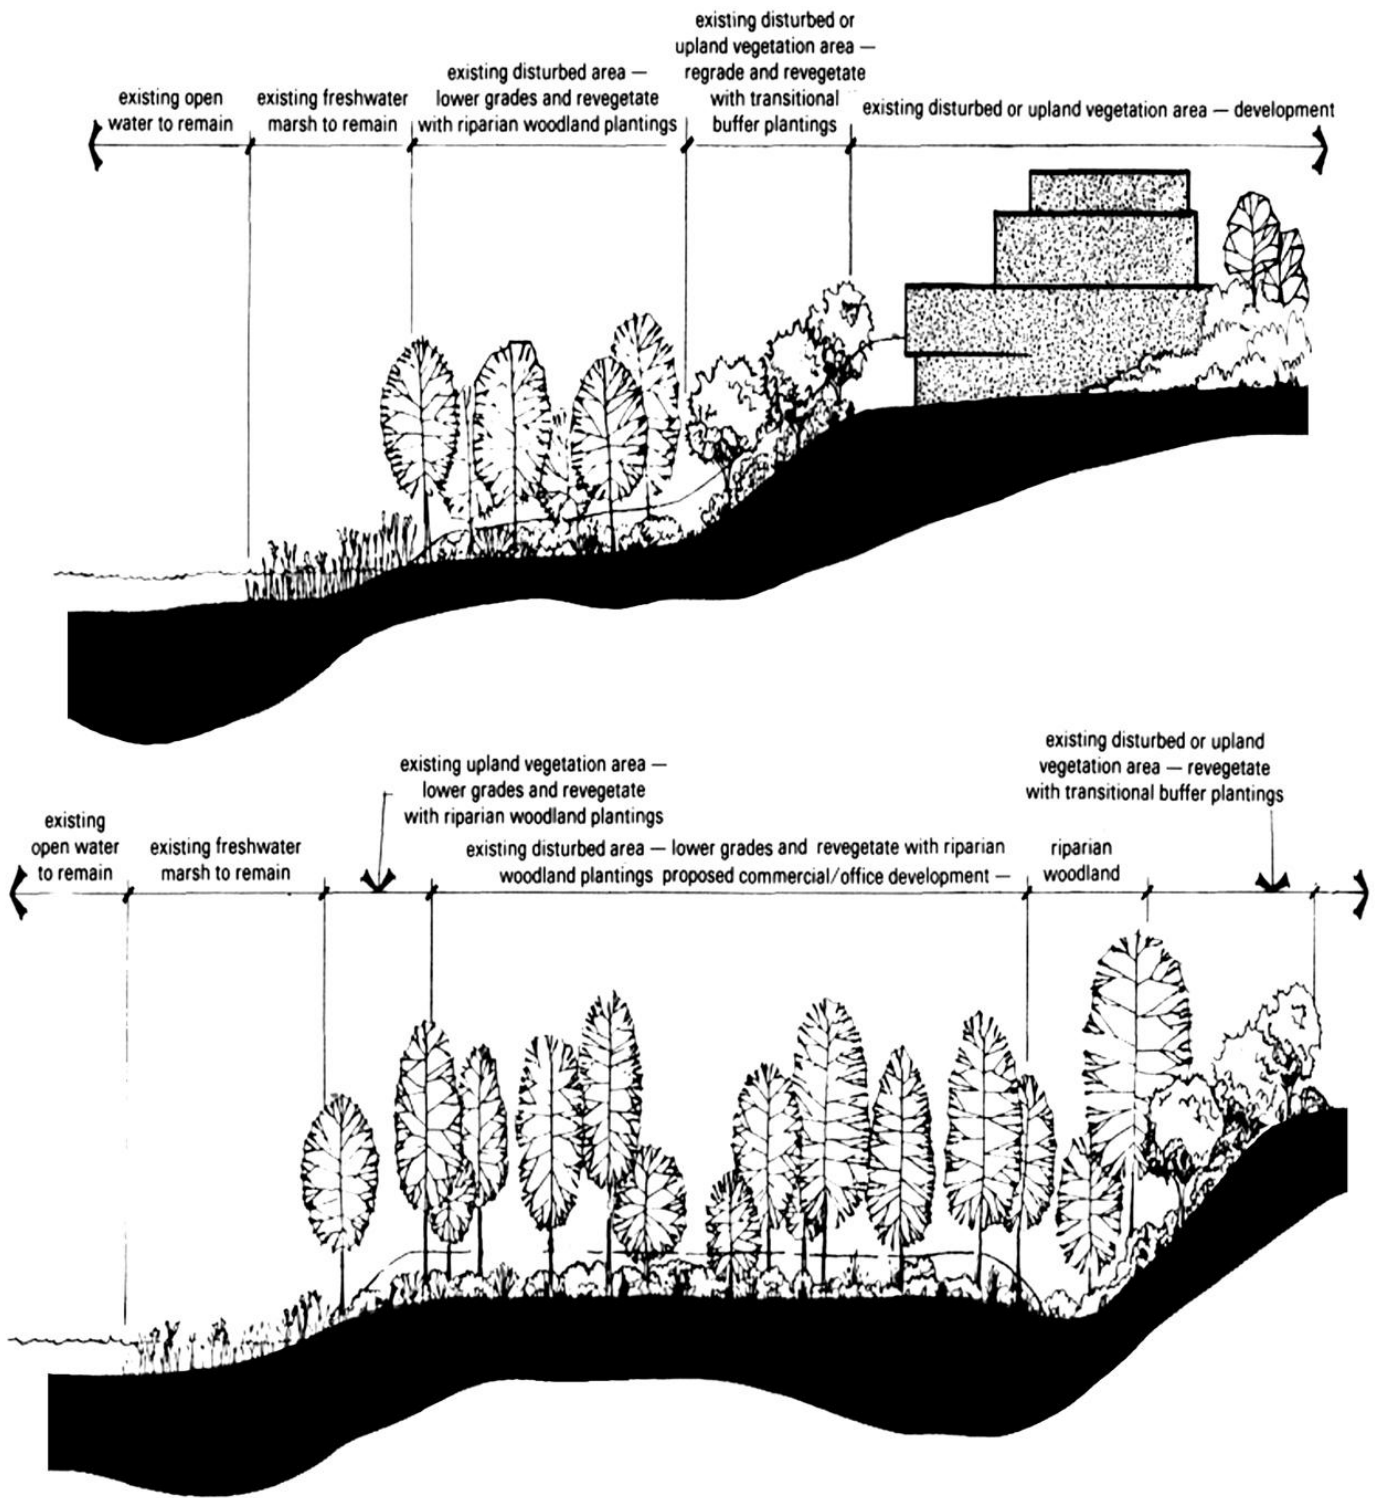 existing open
water to remain
existing freshwater
marsh to remain
existing disturbed area —
lower grades and revegetate
with riparian woodland plantings
existing disturbed or
upland vegetation area —
regrade and revegetate
with transitional
buffer plantings
existing disturbed or upland vegetation area — development
existing
open water
to remain
existing freshwater
marsh to remain
existing upland vegetation area —
lower grades and revegetate
with riparian woodland plantings
existing disturbed area — lower grades and revegetate with riparian
woodland plantings proposed commercial/office development —
riparian
woodland
existing disturbed or upland
vegetation area — revegetate
with transitional buffer plantings